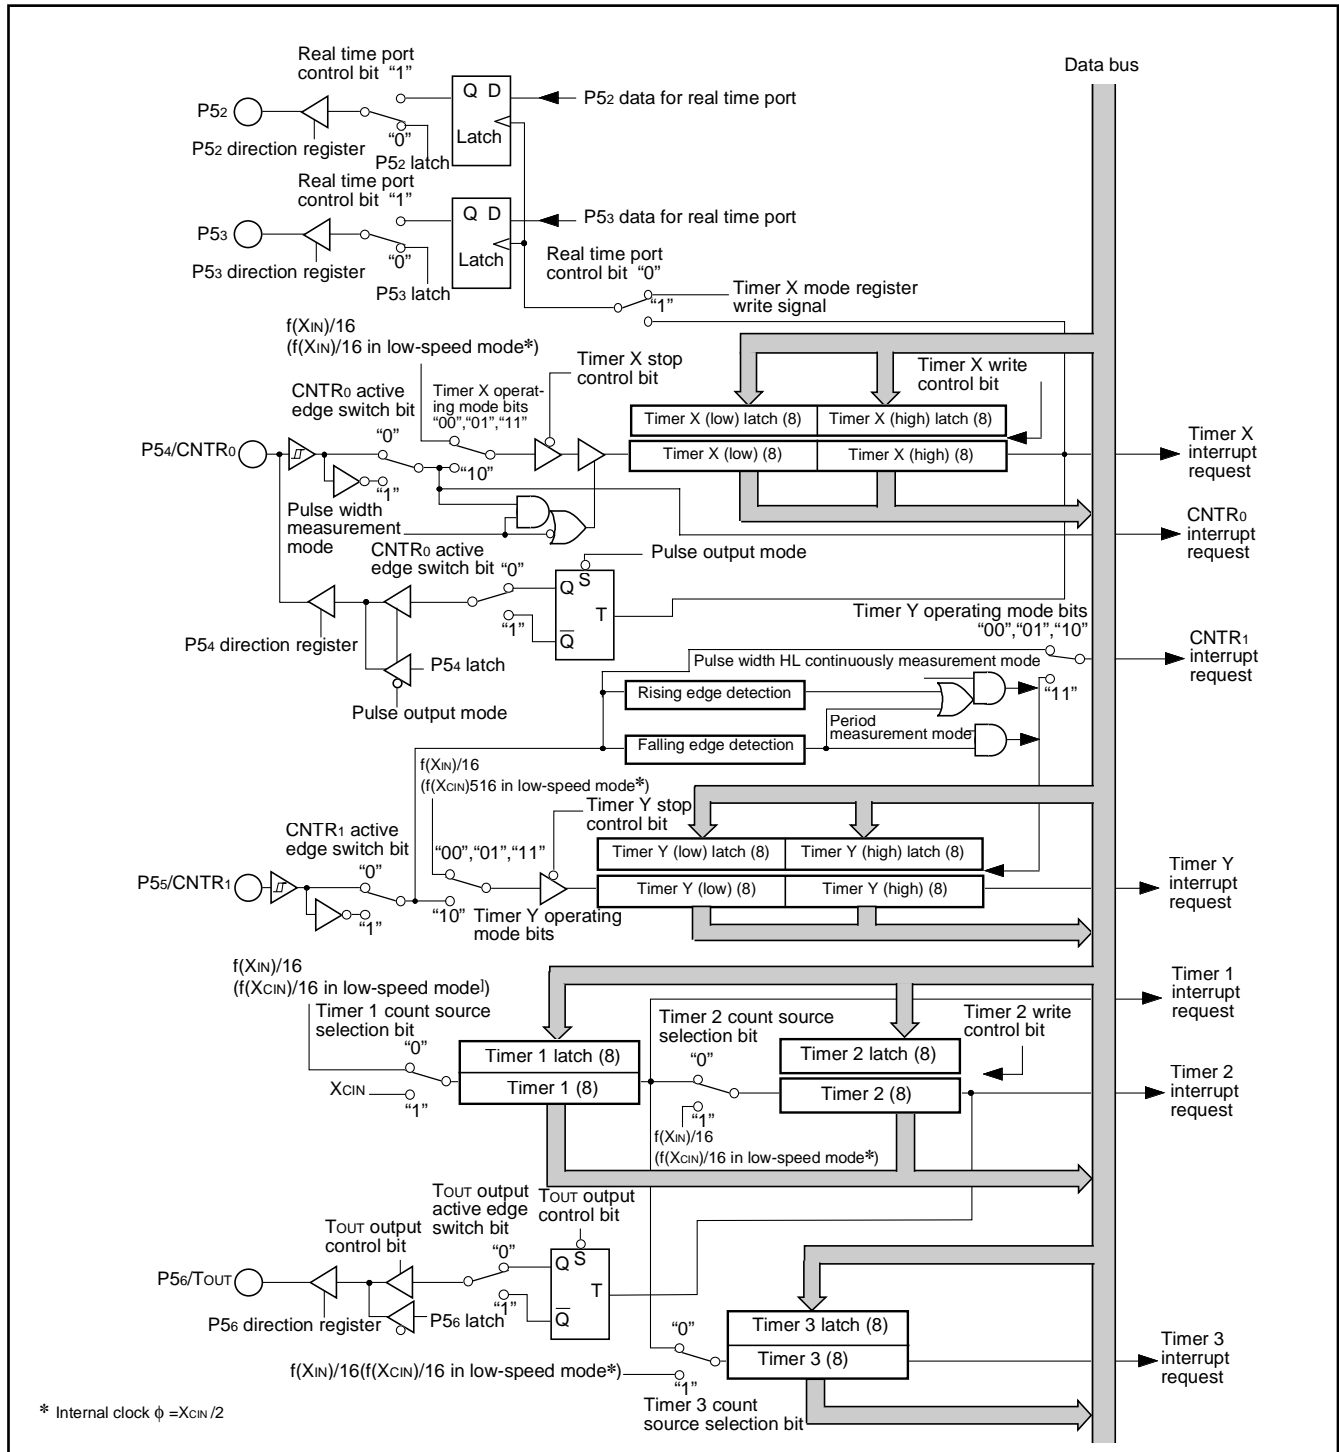 Data bus
Real time port
control bit “1”
Q D
P52 data for real time port
P52
“0”
Latch
P52 direction register
P52 latch
Real time port
control bit “1”
Q D
P53 data for real time port
P53
“0”
Latch
P53 direction register
P53 latch
Real time port
control bit “0”
“1”
Timer X mode register
write signal
f(XIN)/16
(f(XIN)/16 in low-speed mode*)
Timer X stop
control bit
Timer X write
control bit
CNTR0 active
edge switch bit
Timer X operat-
ing mode bits
“00”,“01”,“11”
“0”
Timer X (low) latch (8)
Timer X (high) latch (8)
P54/CNTR0
Timer X (low) (8)
Timer X (high) (8)
Timer X
interrupt
request
“10”
“1”
Pulse width
measurement
mode
CNTR0
interrupt
request
CNTR0 active
edge switch bit “0”
Pulse output mode
Q S
T
“1”
Q
P54 direction register
P54 latch
Pulse output mode
Timer Y operating mode bits
“00”,“01”,“10”
CNTR1
interrupt
request
Pulse width HL continuously measurement mode
“11”
Rising edge detection
Period
measurement mode
Falling edge detection
f(XIN)/16
(f(XCIN)516 in low-speed mode*)
Timer Y stop
control bit
CNTR1 active
edge switch bit
“00”,“01”,“11”
“0”
Timer Y (low) latch (8)
Timer Y (high) latch (8)
P55/CNTR1
Timer Y (low) (8)
Timer Y (high) (8)
Timer Y
interrupt
request
“10”
“1”
Timer Y operating
mode bits
f(XIN)/16
(f(XCIN)/16 in low-speed mode])
Timer 1 count source
selection bit
Timer 2 count source
selection bit
Timer 2 write
control bit
Timer 1
interrupt
request
“0”
Timer 1 latch (8)
“0”
Timer 2 latch (8)
XCIN
“1”
Timer 1 (8)
“1”
Timer 2 (8)
Timer 2
interrupt
request
f(XIN)/16
(f(XCIN)/16 in low-speed mode*)
TOUT output
active edge
switch bit
TOUT output
control bit
TOUT output
control bit
“0”
Q S
T
P56/TOUT
“1”
Q
P56 direction register
P56 latch
“0”
Timer 3 latch (8)
Timer 3 (8)
f(XIN)/16(f(XCIN)/16 in low-speed mode*)
“1”
Timer 3 count
source selection bit
Timer 3
interrupt
request
* Internal clock ϕ =XCIN /2